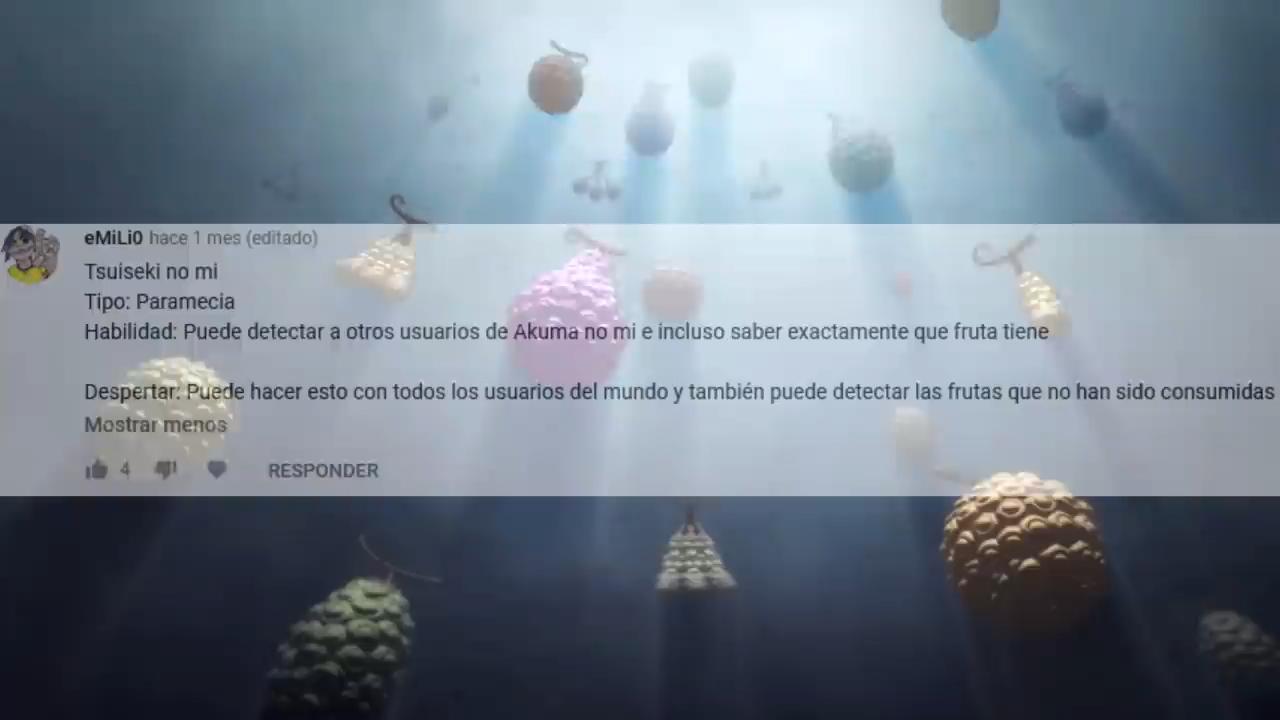 eMiLi0 hace 1 mes (editado)
Tsuiseki no mi
Tipo: Paramecia
Habilidad: Puede detectar a otros usuarios de Akuma no mi e incluso saber exactamente que fruta tiene
Despertar: Puede hacer esto con todos los usuarios del mundo y también puede detectar las frutas que no han sido consumidas
Mostrar menos
4 RESPONDER